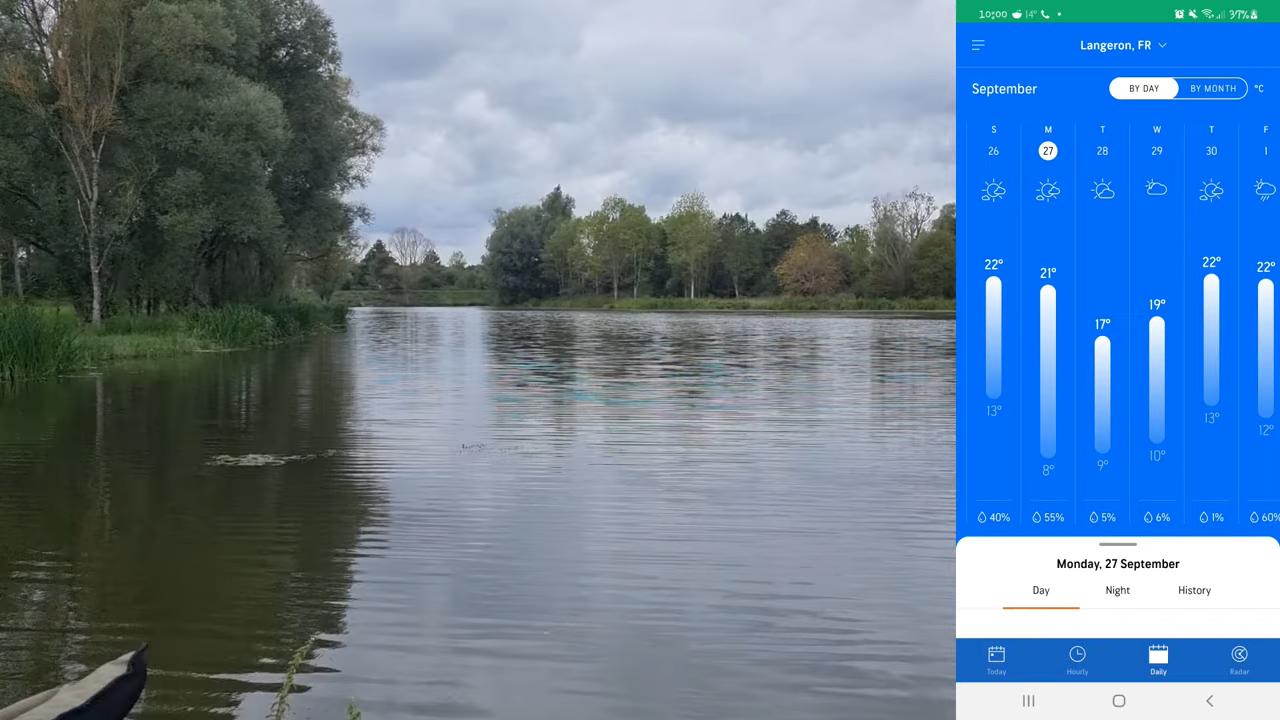 10:00 14°
37%
Langeron, FR
September
BY DAY BY MONTH °C
S M T W T F
26 27 28 29 30 1
22° 21° 17° 19° 22° 22°
13° 8° 9° 10° 13° 12°
40% 55% 5% 6% 1% 60%
Monday, 27 September
Day Night History
Today Hourly Daily Radar